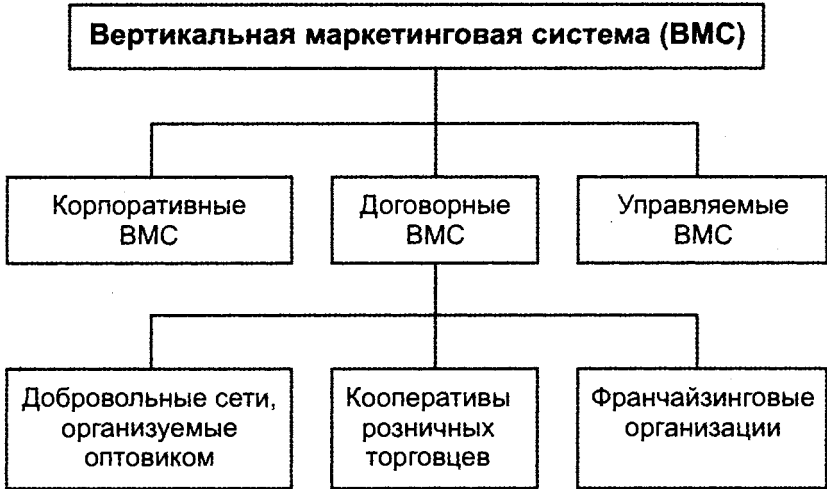 Вертикальная маркетинговая система (ВМС)
Корпоративные
ВМС
Договорные
ВМС
Управляемые
ВМС
Добровольные сети,
организуемые
оптовиком
Кооперативы
розничных
торговцев
Франчайзинговые
организации